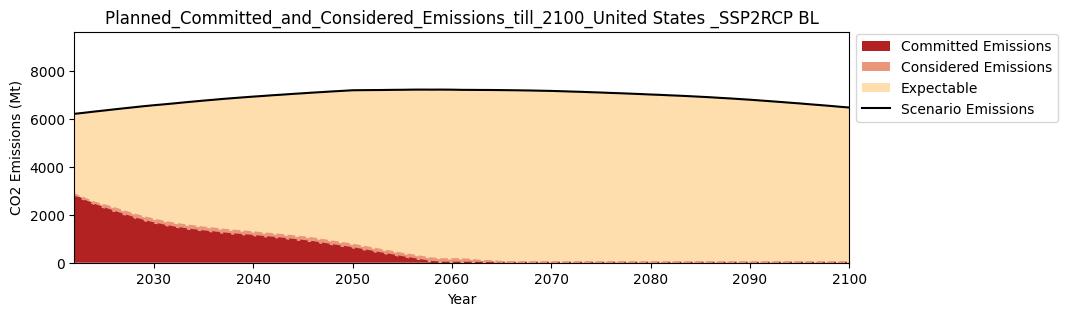 Planned_Committed_and_Considered_Emissions_till_2100_United States _SSP2RCP BL
Committed Emissions
Considered Emissions
Expectable
Scenario Emissions
CO2 Emissions (Mt)
8000
6000
4000
2000
0
2030 2040 2050 2060 2070 2080 2090 2100
Year